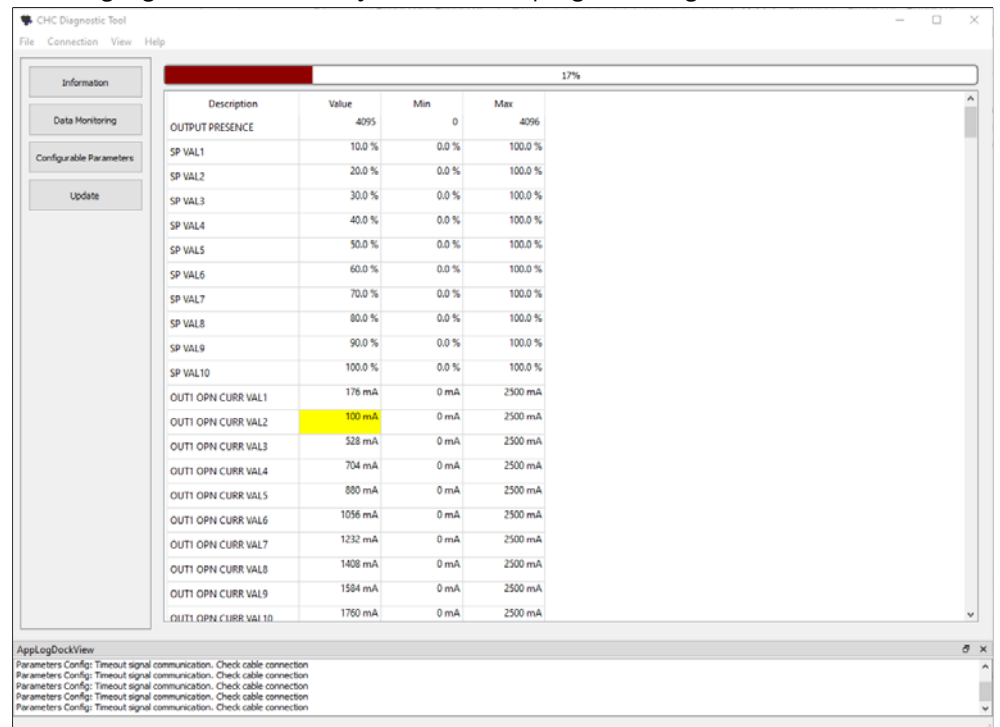 CHC Diagnostic Tool
File Connection View Help
Information
Data Monitoring
Configurable Parameters
Update
17%
Description Value Min Max
OUTPUT PRESENCE 4095 0 4096
SP VAL1 10.0 % 0.0 % 100.0 %
SP VAL2 20.0 % 0.0 % 100.0 %
SP VAL3 30.0 % 0.0 % 100.0 %
SP VAL4 40.0 % 0.0 % 100.0 %
SP VAL5 50.0 % 0.0 % 100.0 %
SP VAL6 60.0 % 0.0 % 100.0 %
SP VAL7 70.0 % 0.0 % 100.0 %
SP VAL8 80.0 % 0.0 % 100.0 %
SP VAL9 90.0 % 0.0 % 100.0 %
SP VAL10 100.0 % 0.0 % 100.0 %
OUT1 OPN CURR VAL1 176 mA 0 mA 2500 mA
OUT1 OPN CURR VAL2 100 mA 0 mA 2500 mA
OUT1 OPN CURR VAL3 528 mA 0 mA 2500 mA
OUT1 OPN CURR VAL4 704 mA 0 mA 2500 mA
OUT1 OPN CURR VAL5 880 mA 0 mA 2500 mA
OUT1 OPN CURR VAL6 1056 mA 0 mA 2500 mA
OUT1 OPN CURR VAL7 1232 mA 0 mA 2500 mA
OUT1 OPN CURR VAL8 1408 mA 0 mA 2500 mA
OUT1 OPN CURR VAL9 1584 mA 0 mA 2500 mA
OUT1 OPN CURR VAL10 1760 mA 0 mA 2500 mA
AppLogDockView
Parameters Config: Timeout signal communication. Check cable connection
Parameters Config: Timeout signal communication. Check cable connection
Parameters Config: Timeout signal communication. Check cable connection
Parameters Config: Timeout signal communication. Check cable connection
Parameters Config: Timeout signal communication. Check cable connection